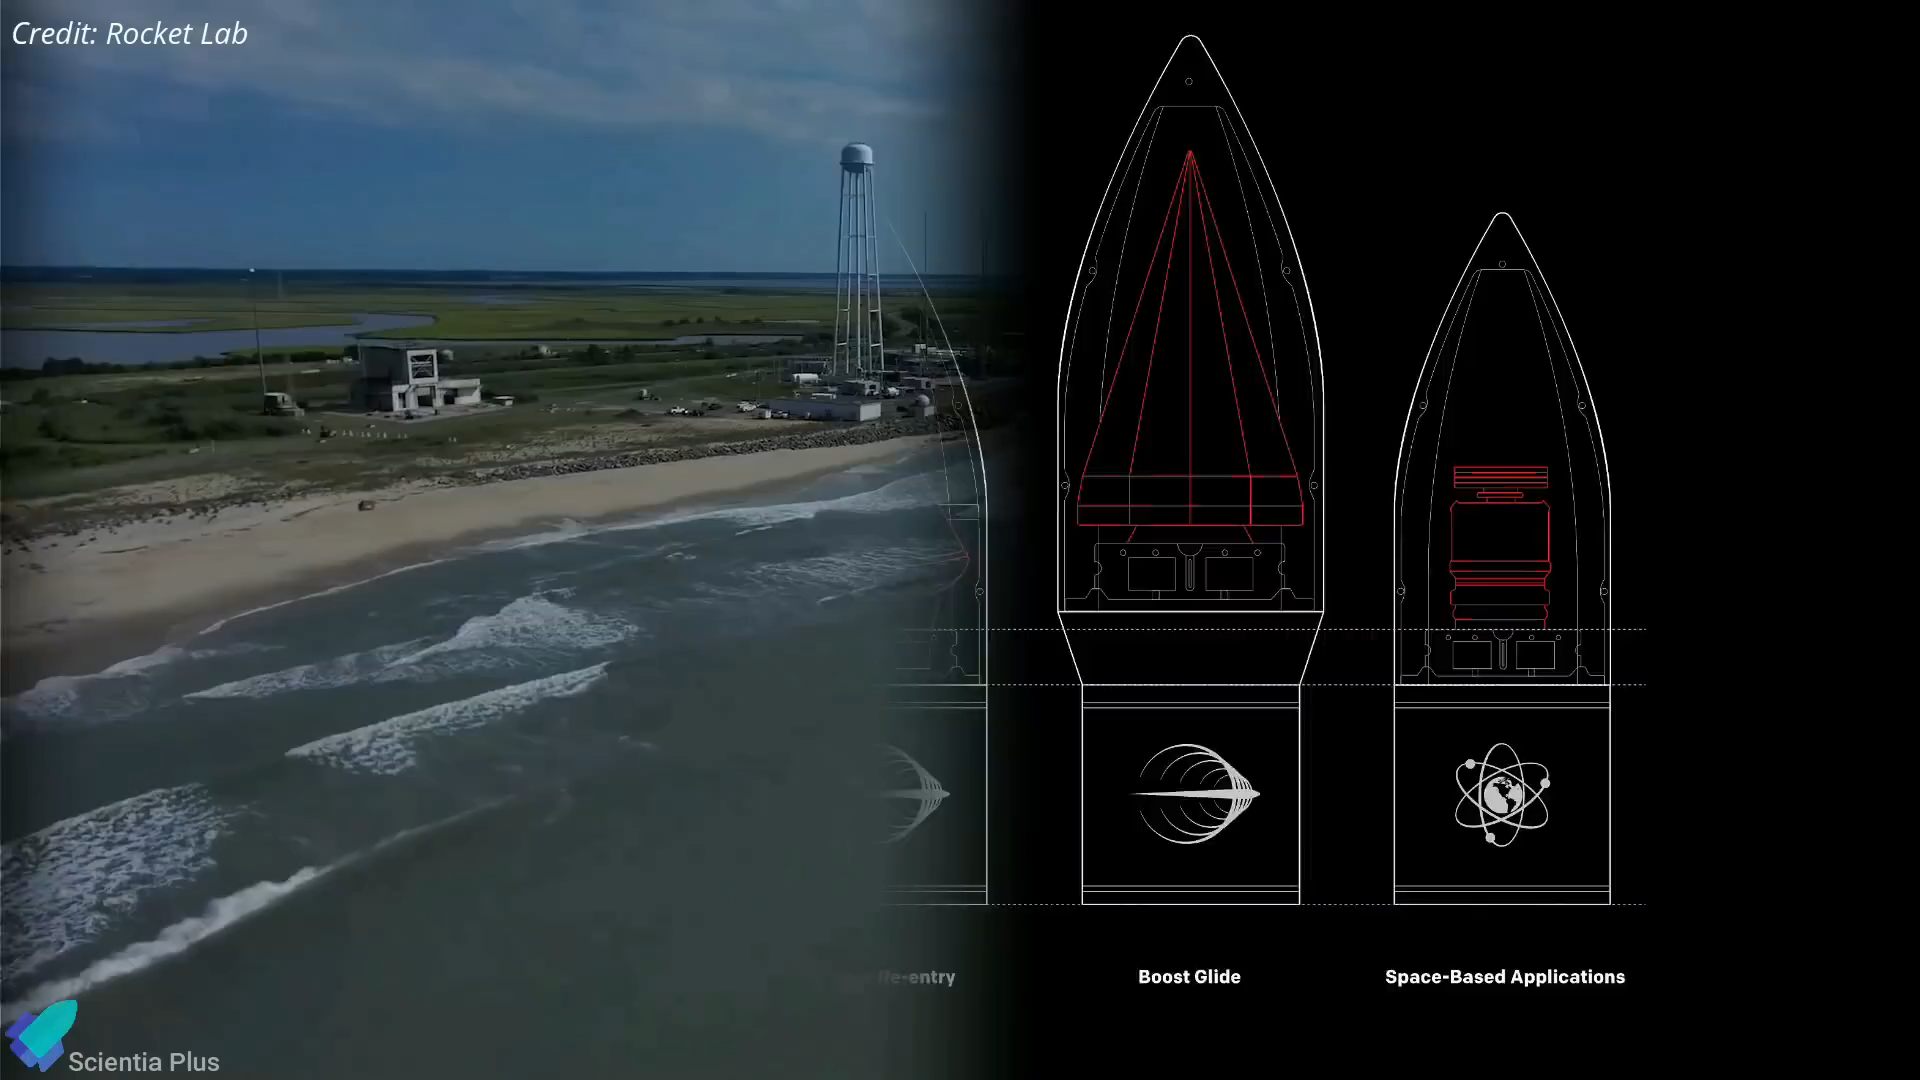 Credit: Rocket Lab
Re-entry
Boost Glide
Space-Based Applications
Scientia Plus